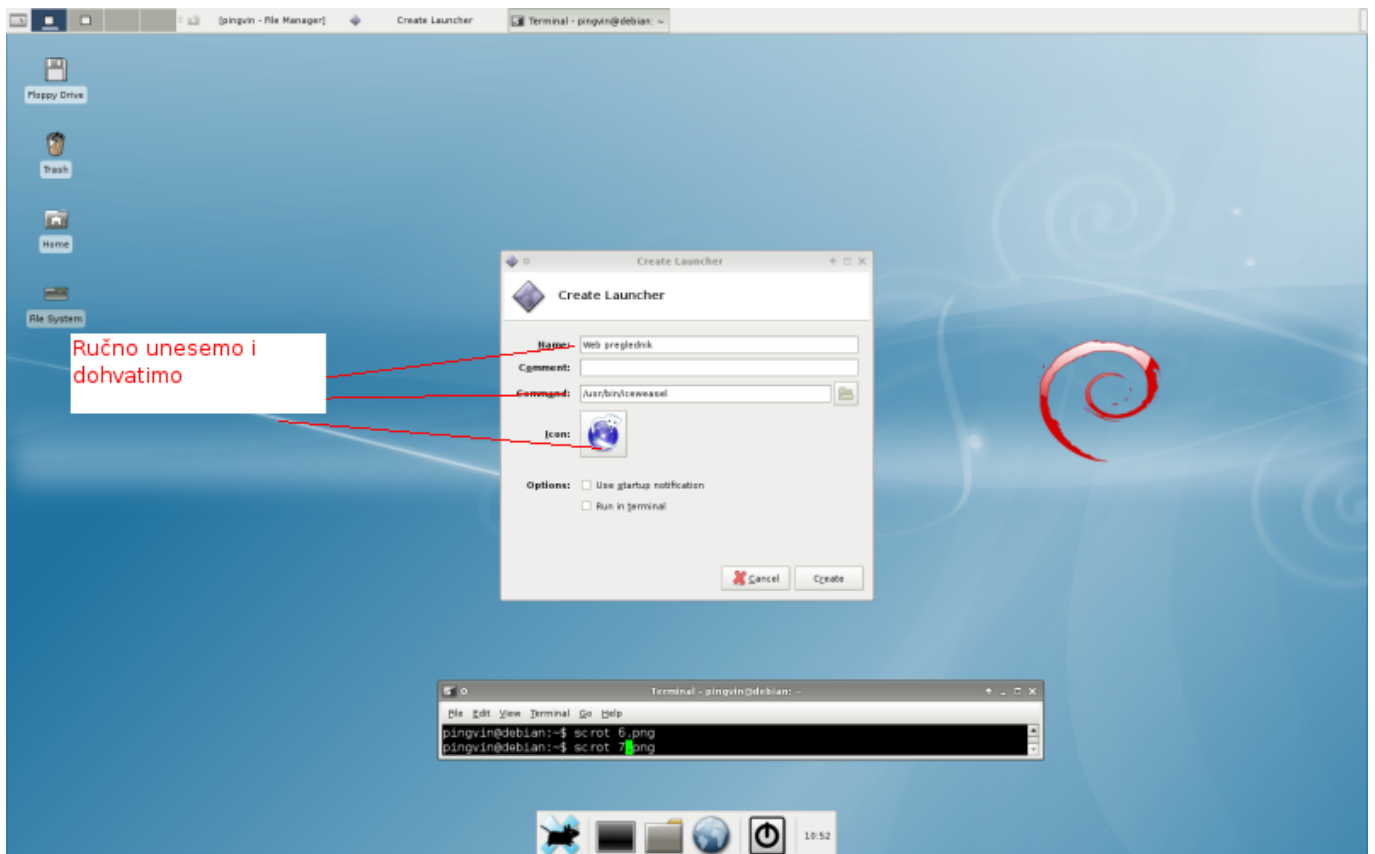 [pingvin - File Manager]
Create Launcher
Terminal - pingvin@debian: ~
Floppy Drive
Trash
Home
File System
Ručno unesemo i
dohvatimo
Create Launcher
Create Launcher
Name: Web preglednik
Comment:
Command: /usr/bin/iceweasel
Icon:
Options: Use startup notification
Run in terminal
Cancel Create
Terminal - pingvin@debian: ~
File Edit View Terminal Go Help
pingvin@debian:~$ scrot 6.png
pingvin@debian:~$ scrot 7.png
10:52